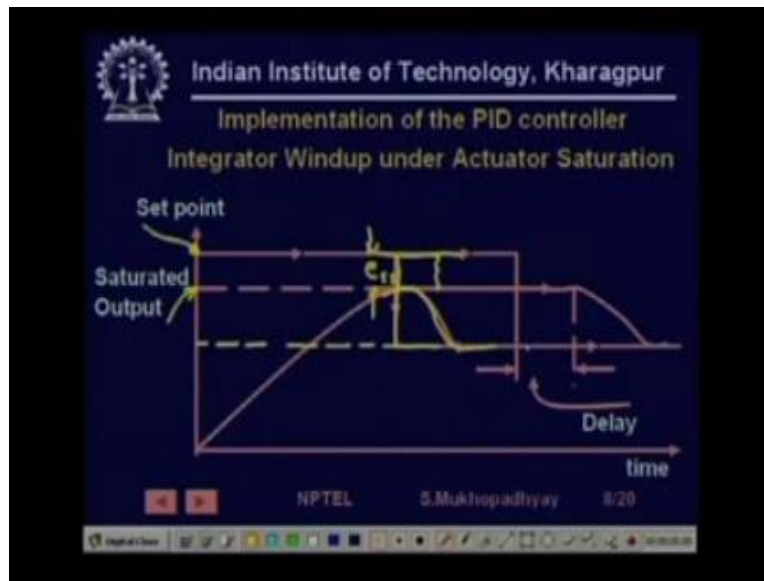 Indian Institute of Technology, Kharagpur
Implementation of the PID controller
Integrator Windup under Actuator Saturation
Set point
Saturated
Output
Delay
time
NPTEL S.Mukhopadhyay 8/20